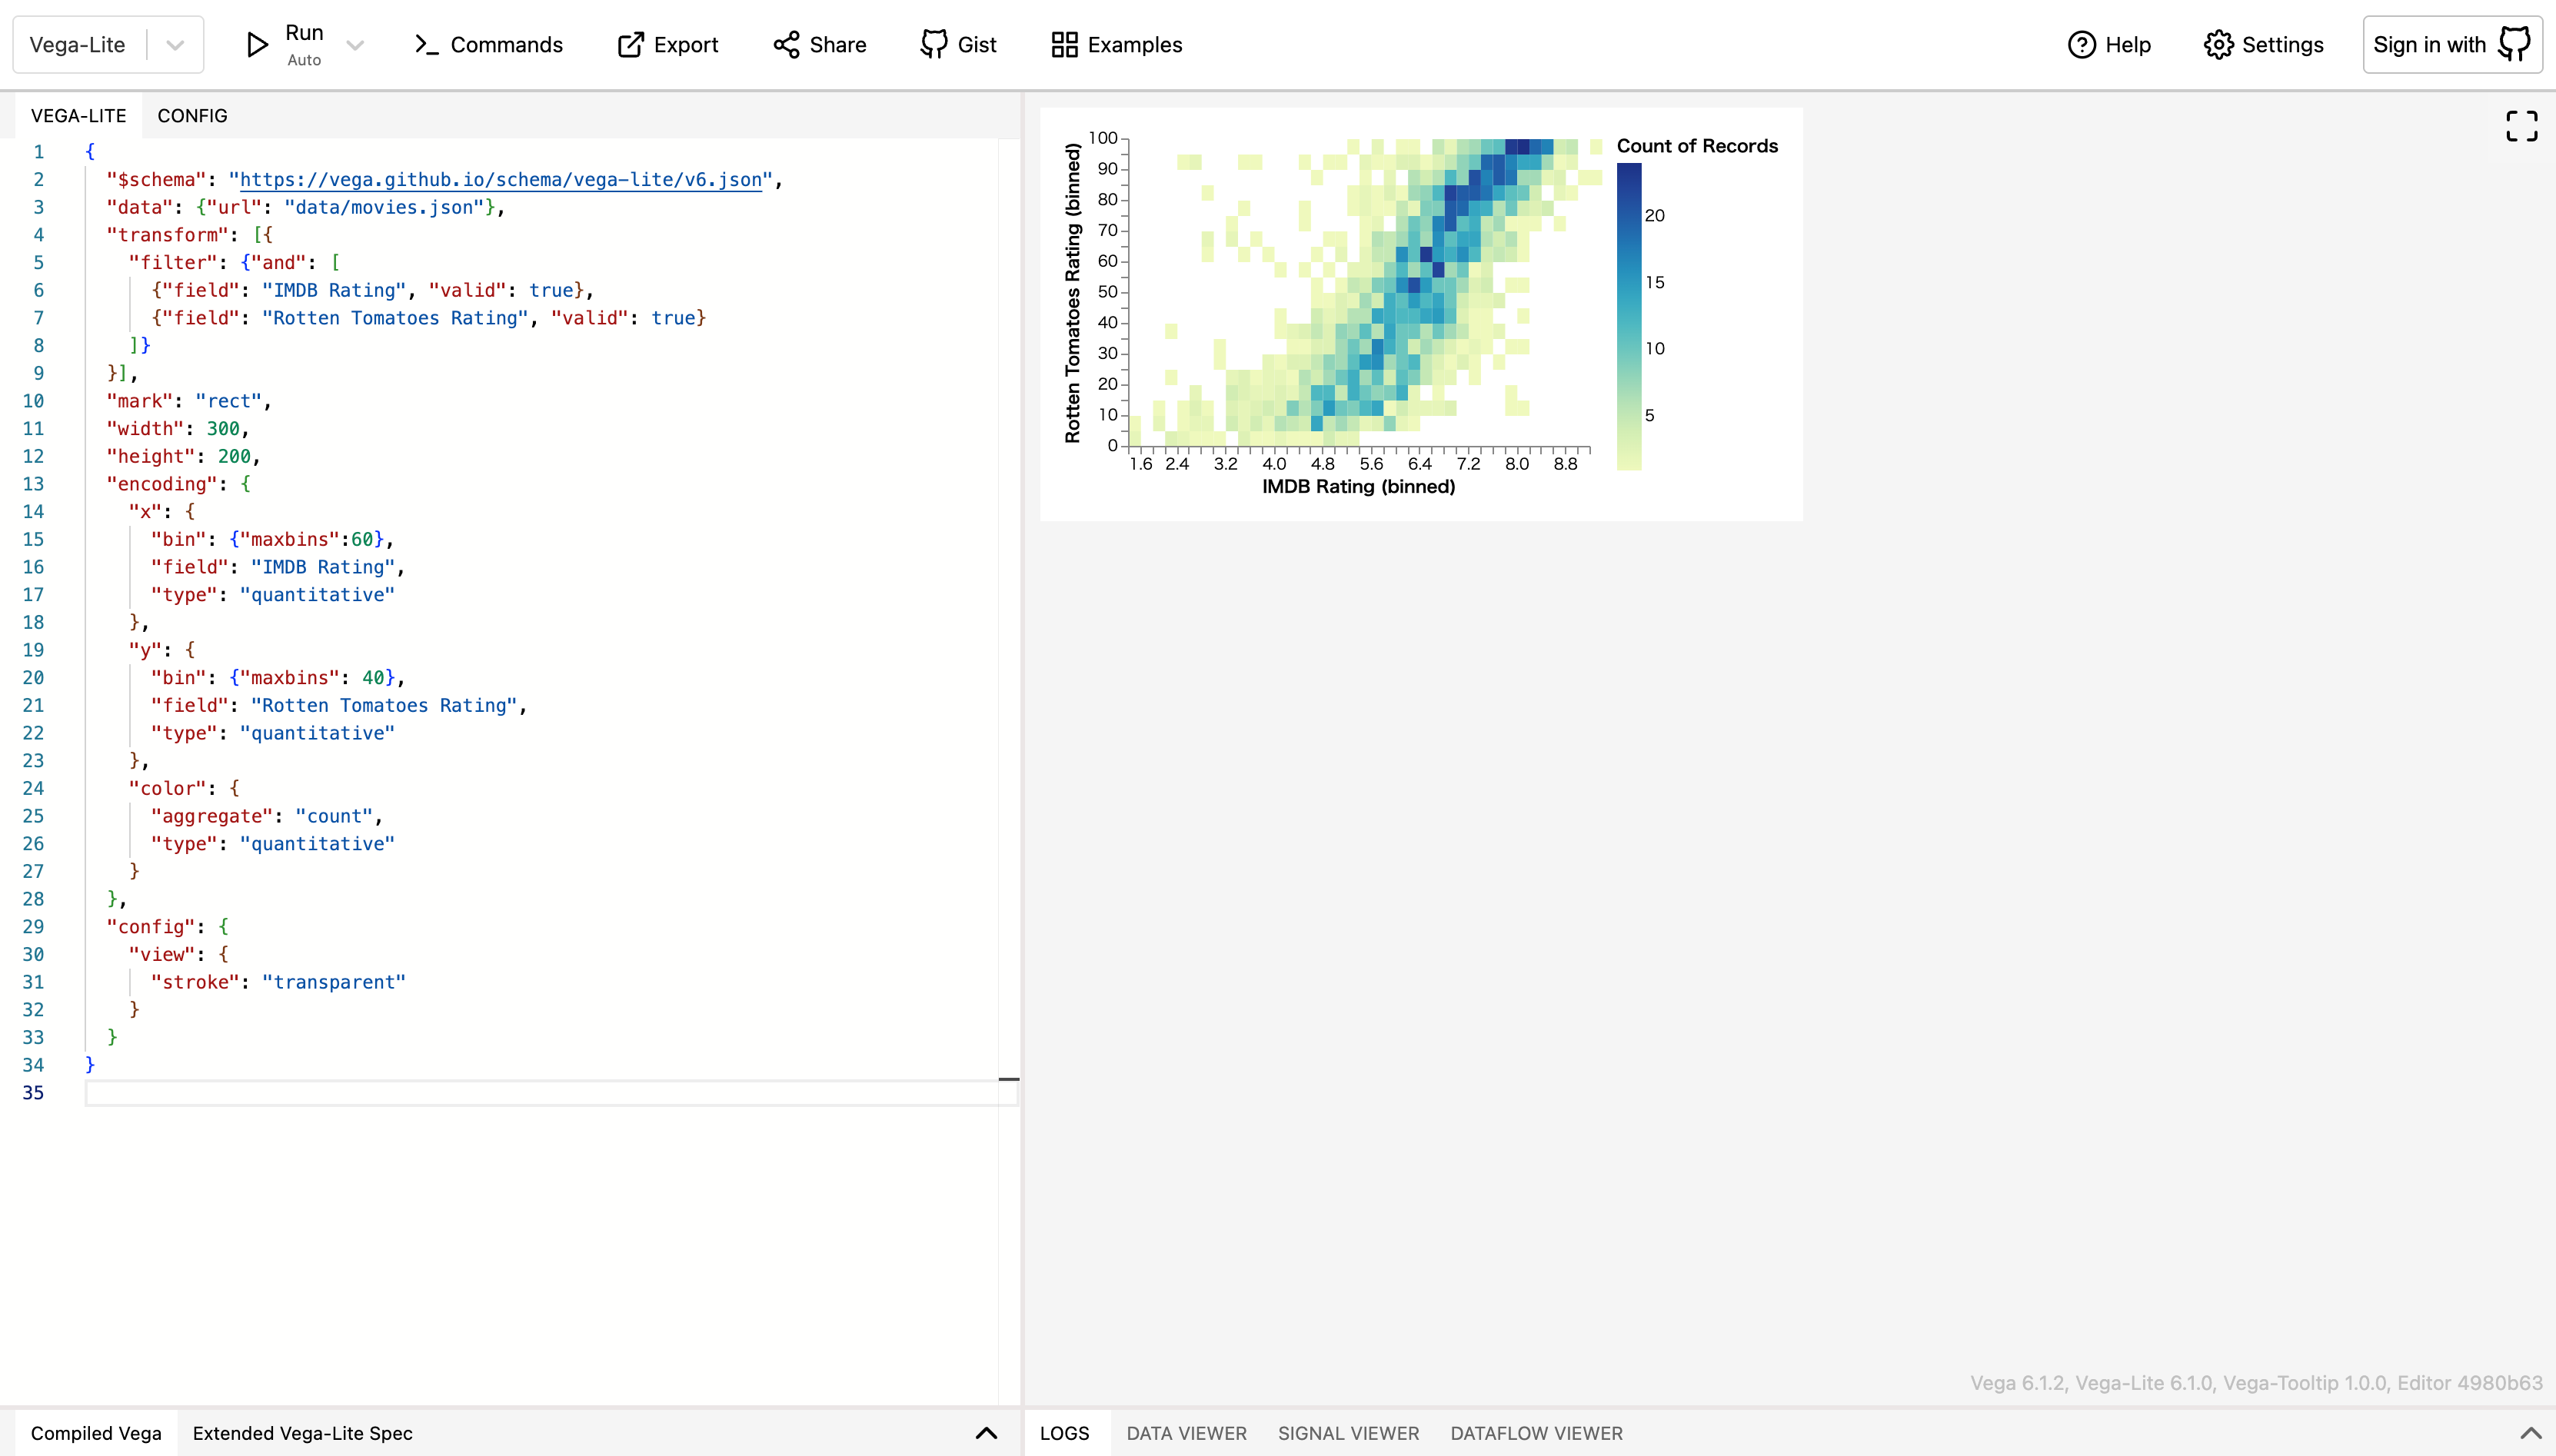 Vega-Lite
Run
Auto
Commands
Export
Share
Gist
Examples
Help
Settings
Sign in with
VEGA-LITE
CONFIG
1 {
2 "$schema": "https://vega.github.io/schema/vega-lite/v6.json",
3 "data": {"url": "data/movies.json"},
4 "transform": [{
5 "filter": {"and": [
6 {"field": "IMDB Rating", "valid": true},
7 {"field": "Rotten Tomatoes Rating", "valid": true}
8 ]}
9 }],
10 "mark": "rect",
11 "width": 300,
12 "height": 200,
13 "encoding": {
14 "x": {
15 "bin": {"maxbins":60},
16 "field": "IMDB Rating",
17 "type": "quantitative"
18 },
19 "y": {
20 "bin": {"maxbins": 40},
21 "field": "Rotten Tomatoes Rating",
22 "type": "quantitative"
23 },
24 "color": {
25 "aggregate": "count",
26 "type": "quantitative"
27 }
28 },
29 "config": {
30 "view": {
31 "stroke": "transparent"
32 }
33 }
34 }
35
Compiled Vega
Extended Vega-Lite Spec
Rotten Tomatoes Rating (binned)
100
90
80
70
60
50
40
30
20
10
0
1.6 2.4 3.2 4.0 4.8 5.6 6.4 7.2 8.0 8.8
IMDB Rating (binned)
Count of Records
20
15
10
5
Vega 6.1.2, Vega-Lite 6.1.0, Vega-Tooltip 1.0.0, Editor 4980b63
LOGS
DATA VIEWER
SIGNAL VIEWER
DATAFLOW VIEWER